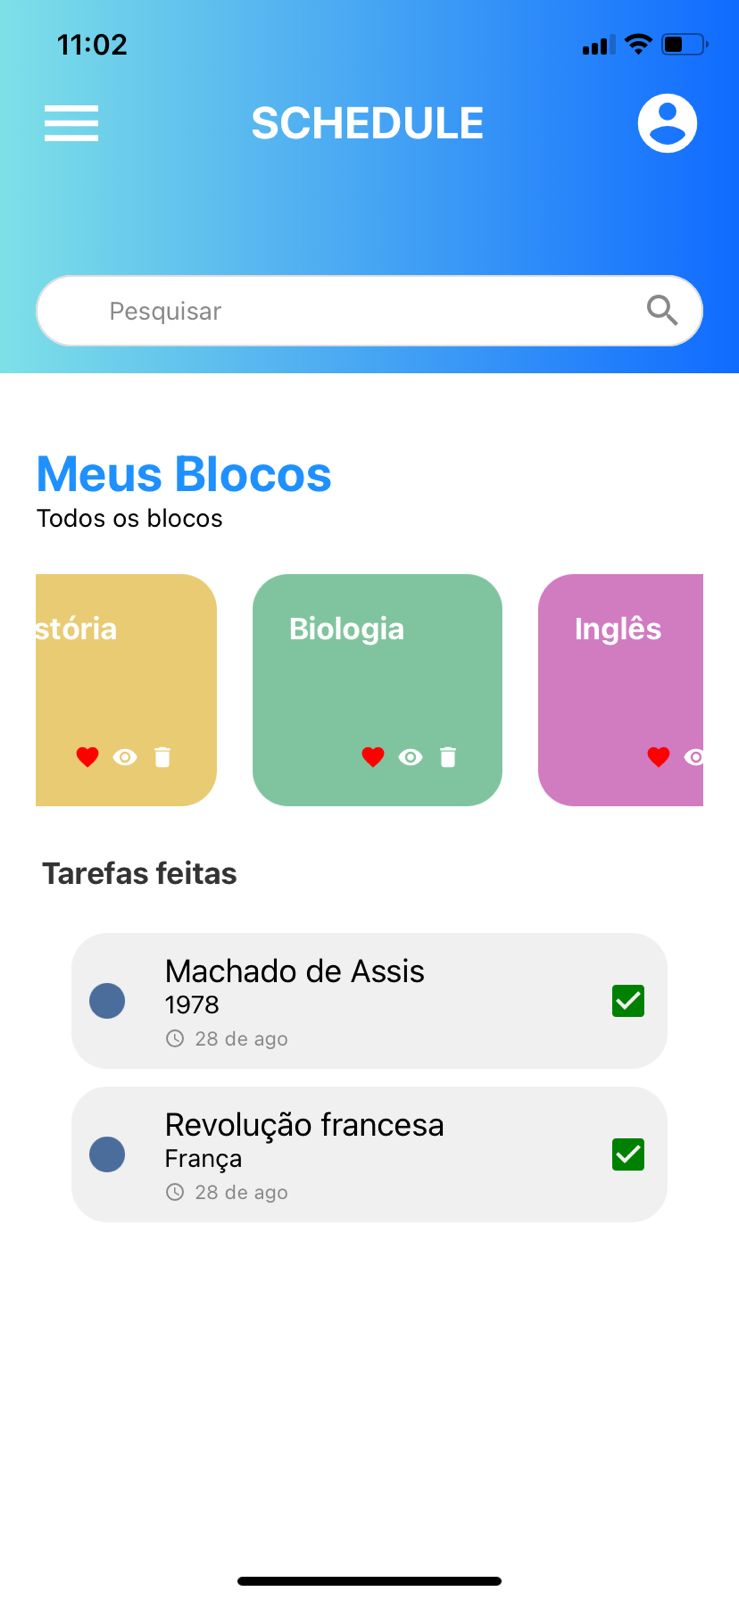 11:02
SCHEDULE
Pesquisar
Meus Blocos
Todos os blocos
stória
Biologia
Inglês
Tarefas feitas
Machado de Assis
1978
28 de ago
Revolução francesa
França
28 de ago